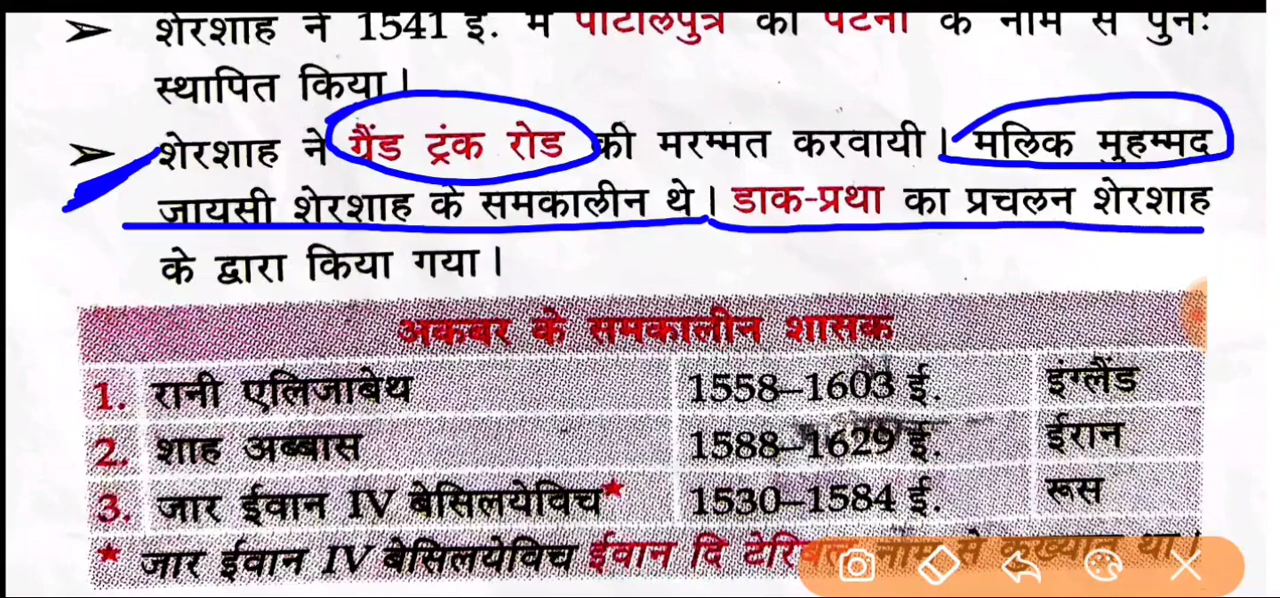 ➢ शेरशाह ने 1541 ई. में पाटलिपुत्र को पटना के नाम से पुनः
स्थापित किया।
➢ शेरशाह ने ग्रैंड ट्रंक रोड की मरम्मत करवायी। मलिक मुहम्मद
जायसी शेरशाह के समकालीन थे। डाक-प्रथा का प्रचलन शेरशाह
के द्वारा किया गया।
अकबर के समकालीन शासक
1. रानी एलिजाबेथ 1558–1603 ई. इंग्लैंड
2. शाह अब्बास 1588–1629 ई. ईरान
3. जार ईवान IV बेसिलयेविच* 1530–1584 ई. रूस
* जार ईवान IV बेसिलयेविच ईवान दि टेरिबल नाम से कुख्यात था।